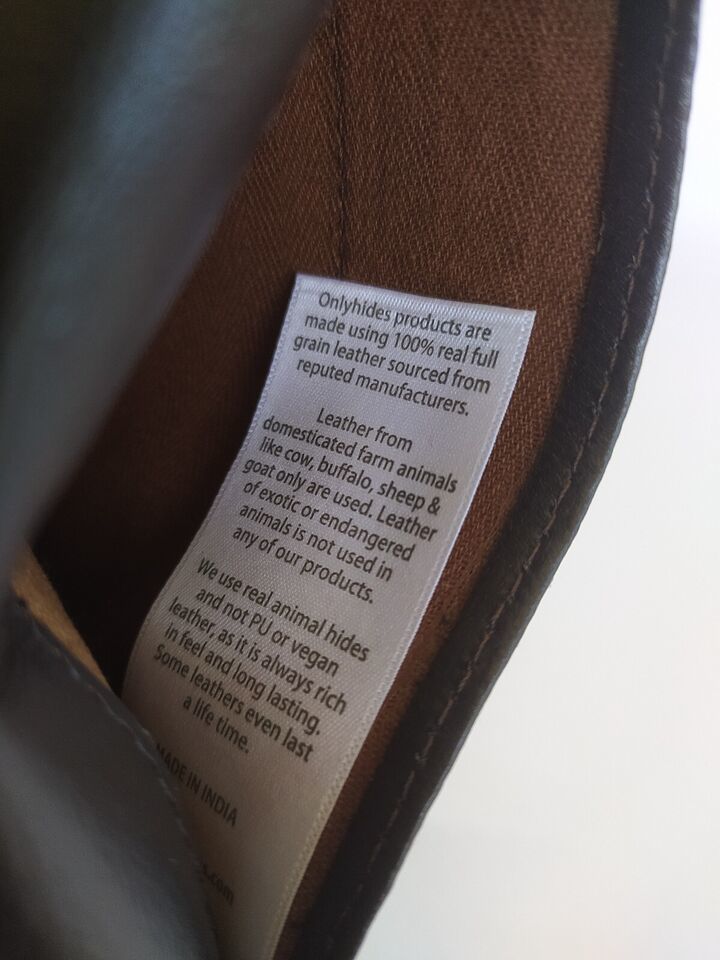 Onlyhides products are
made using 100% real full
grain leather sourced from
reputed manufacturers.
Leather from
domesticated farm animals
like cow, buffalo, sheep &
goat only are used. Leather
of exotic or endangered
animals is not used in
any of our products.
We use real animal hides
and not PU or vegan
leather, as it is always rich
in feel and long lasting.
Some leathers even last
a life time.
MADE IN INDIA
.com